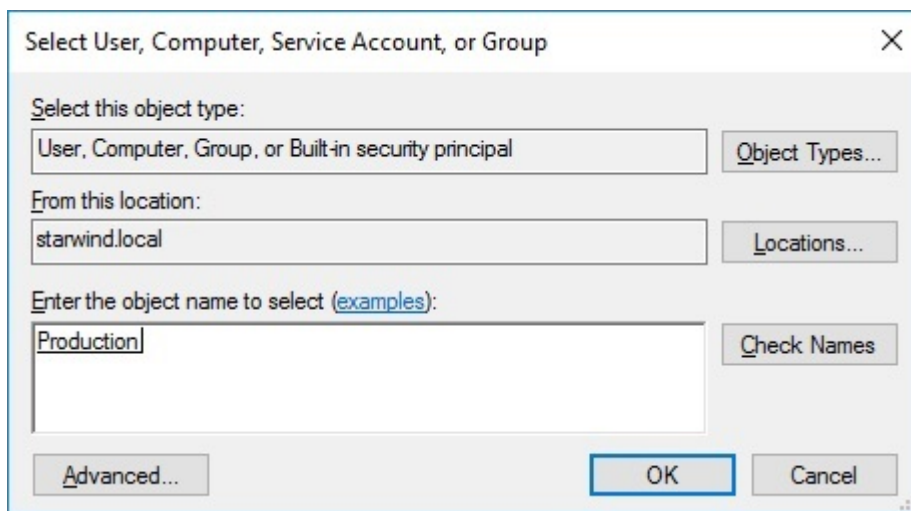 Select User, Computer, Service Account, or Group
Select this object type:
User, Computer, Group, or Built-in security principal
Object Types...
From this location:
starwind.local
Locations...
Enter the object name to select (examples):
Production
Check Names
Advanced...
OK
Cancel